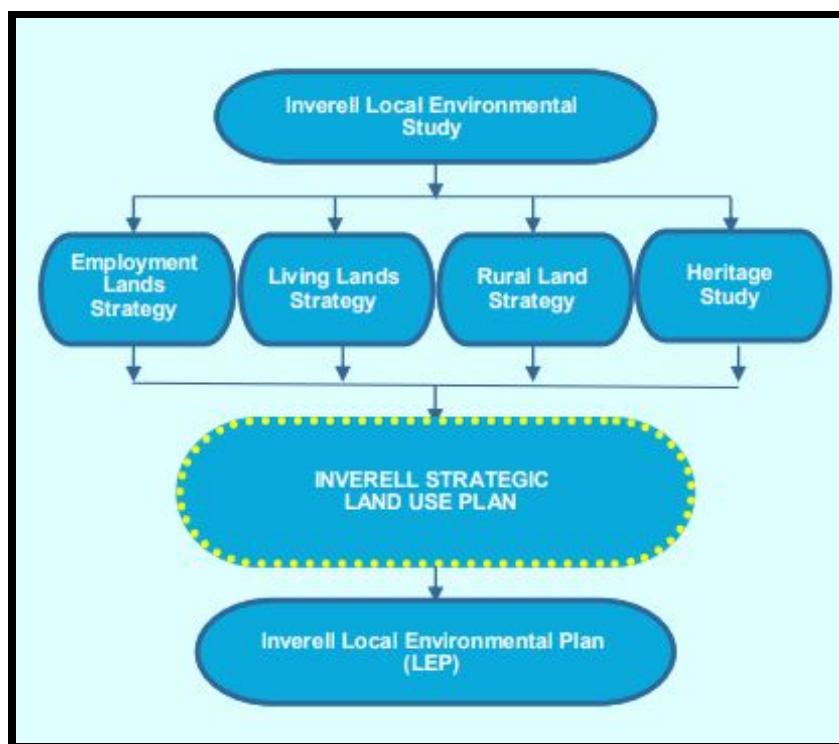 Inverell Local Environmental
Study
Employment
Lands
Strategy
Living Lands
Strategy
Rural Land
Strategy
Heritage
Study
INVERELL STRATEGIC
LAND USE PLAN
Inverell Local Environmental Plan
(LEP)